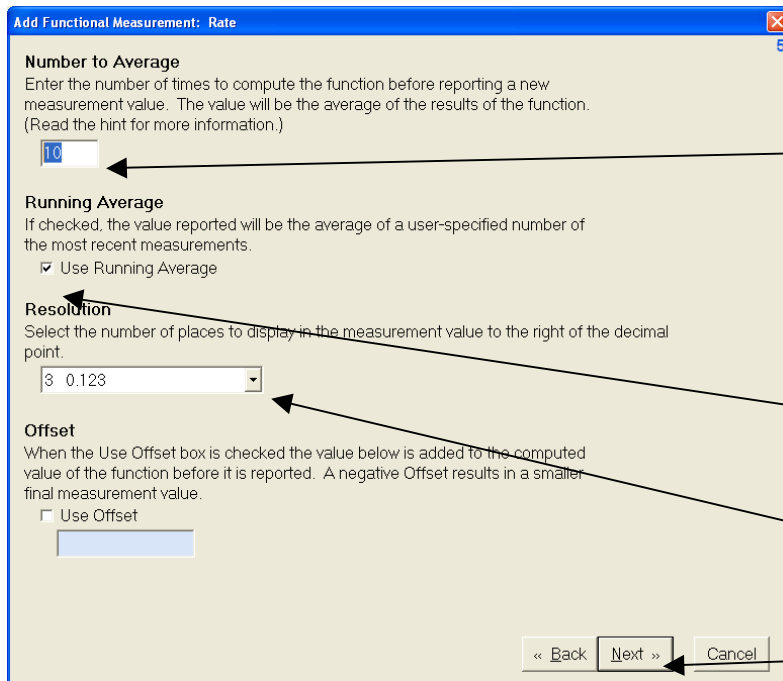 Add Functional Measurement: Rate
5
Number to Average
Enter the number of times to compute the function before reporting a new
measurement value. The value will be the average of the results of the function.
(Read the hint for more information.)
10
Running Average
If checked, the value reported will be the average of a user-specified number of
the most recent measurements.
Use Running Average
Resolution
Select the number of places to display in the measurement value to the right of the decimal
point.
3 0.123
Offset
When the Use Offset box is checked the value below is added to the computed
value of the function before it is reported. A negative Offset results in a smaller
final measurement value.
Use Offset
« Back Next » Cancel